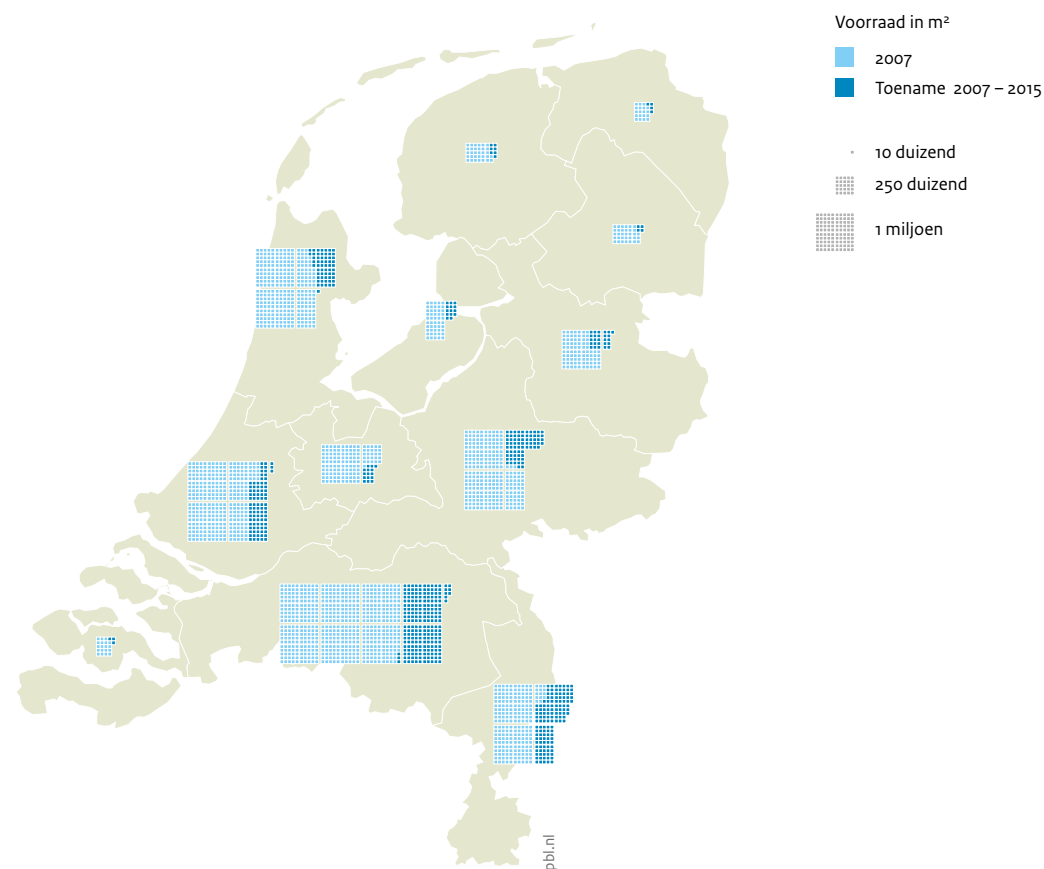 Voorraad in m²
2007
Toename 2007 – 2015
10 duizend
250 duizend
1 miljoen
pbl.nl